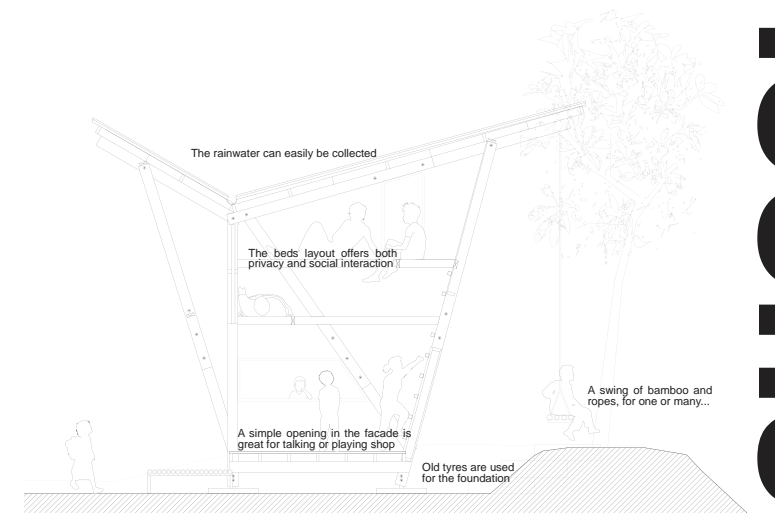 The rainwater can easily be collected
The beds layout offers both
privacy and social interaction
A swing of bamboo and
ropes, for one or many...
A simple opening in the facade is
great for talking or playing shop
Old tyres are used
for the foundation